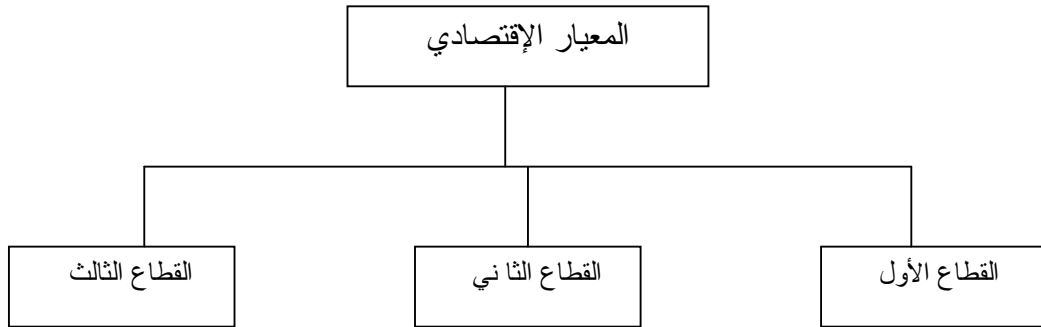 المعيار الإقتصادي
القطاع الأول
القطاع الثا ني
القطاع الثالث